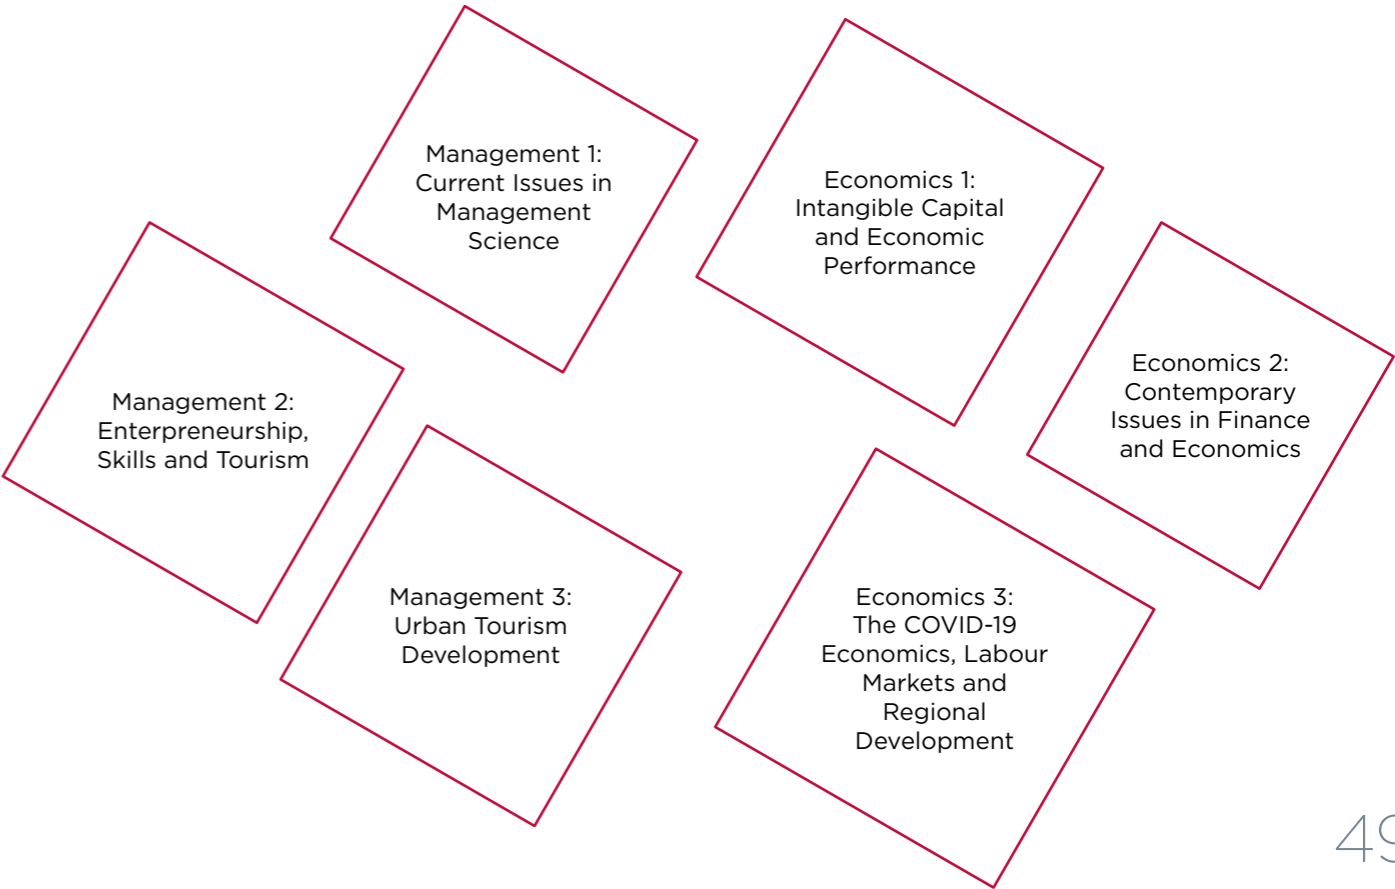 Management 1:
Current Issues in
Management
Science
Economics 1:
Intangible Capital
and Economic
Performance
Management 2:
Enterpreneurship,
Skills and Tourism
Economics 2:
Contemporary
Issues in Finance
and Economics
Management 3:
Urban Tourism
Development
Economics 3:
The COVID-19
Economics, Labour
Markets and
Regional
Development
49